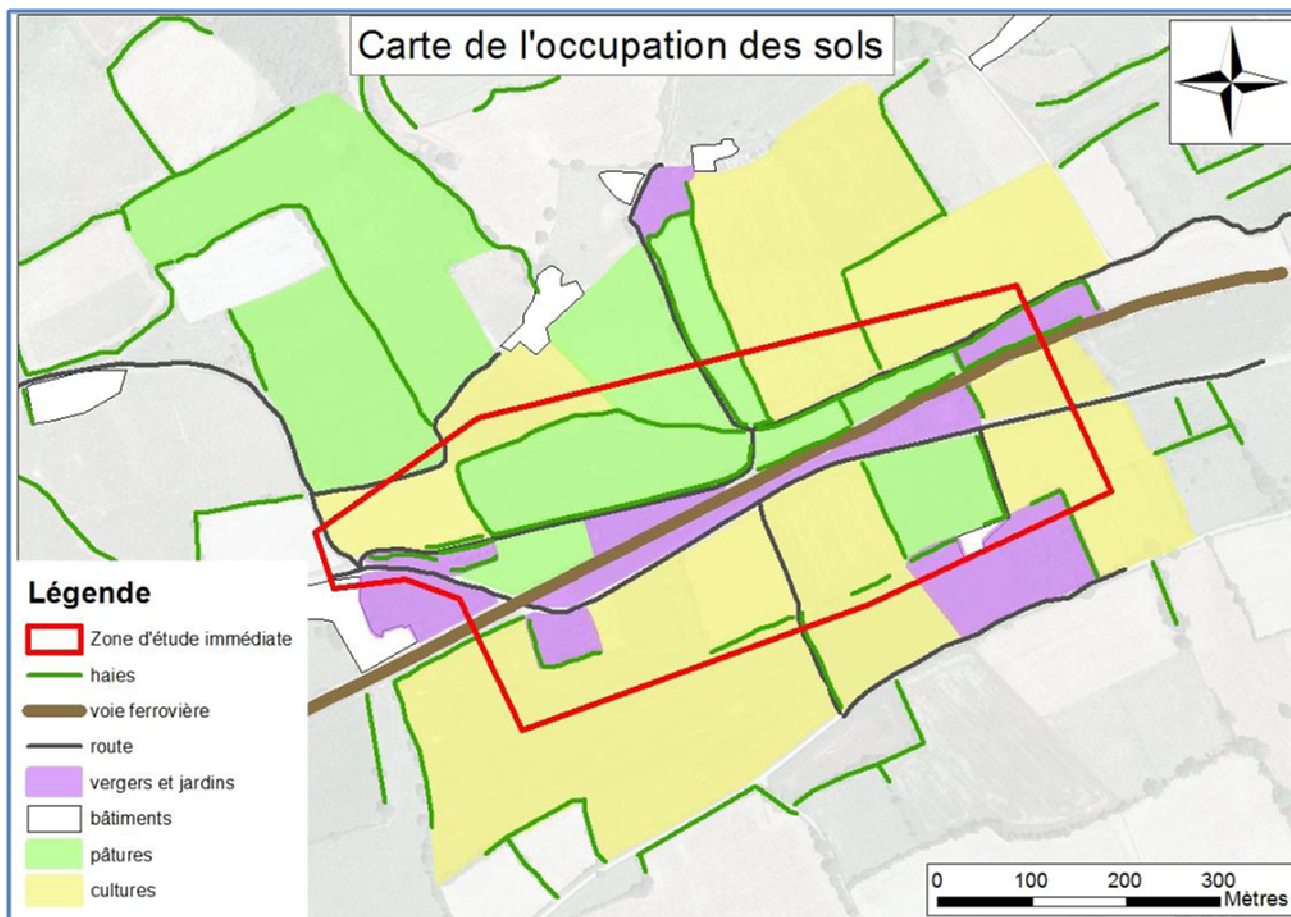 Carte de l'occupation des sols
Légende
Zone d'étude immédiate
haies
voie ferrovière
route
vergers et jardins
bâtiments
pâtures
cultures
0 100 200 300
Mètres